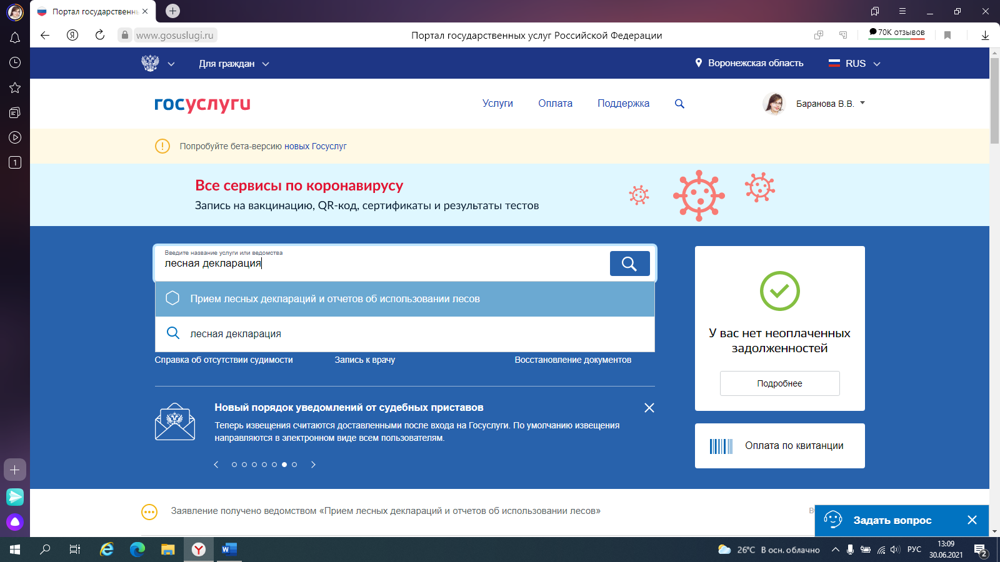 Портал государственнь
www.gosuslugi.ru
Портал государственных услуг Российской Федерации
70K отзывов
Для граждан
Воронежская область
RUS
госуслуги
Услуги
Оплата
Поддержка
Баранова В.В.
Попробуйте бета-версию новых Госуслуг
Все сервисы по коронавирусу
Запись на вакцинацию, QR-код, сертификаты и результаты тестов
Введите название услуги или ведомства
лесная декларация
Прием лесных деклараций и отчетов об использовании лесов
лесная декларация
Справка об отсутствии судимости
Запись к врачу
Восстановление документов
У вас нет неоплаченных
задолженностей
Подробнее
Новый порядок уведомлений от судебных приставов
Теперь извещения считаются доставленными после входа на Госуслуги. По умолчанию извещения
направляются в электронном виде всем пользователям.
Оплата по квитанции
1
Заявление получено ведомством «Прием лесных деклараций и отчетов об использовании лесов»
Задать вопрос
26°C В осн. облачно
РУС
13:09
30.06.2021
2